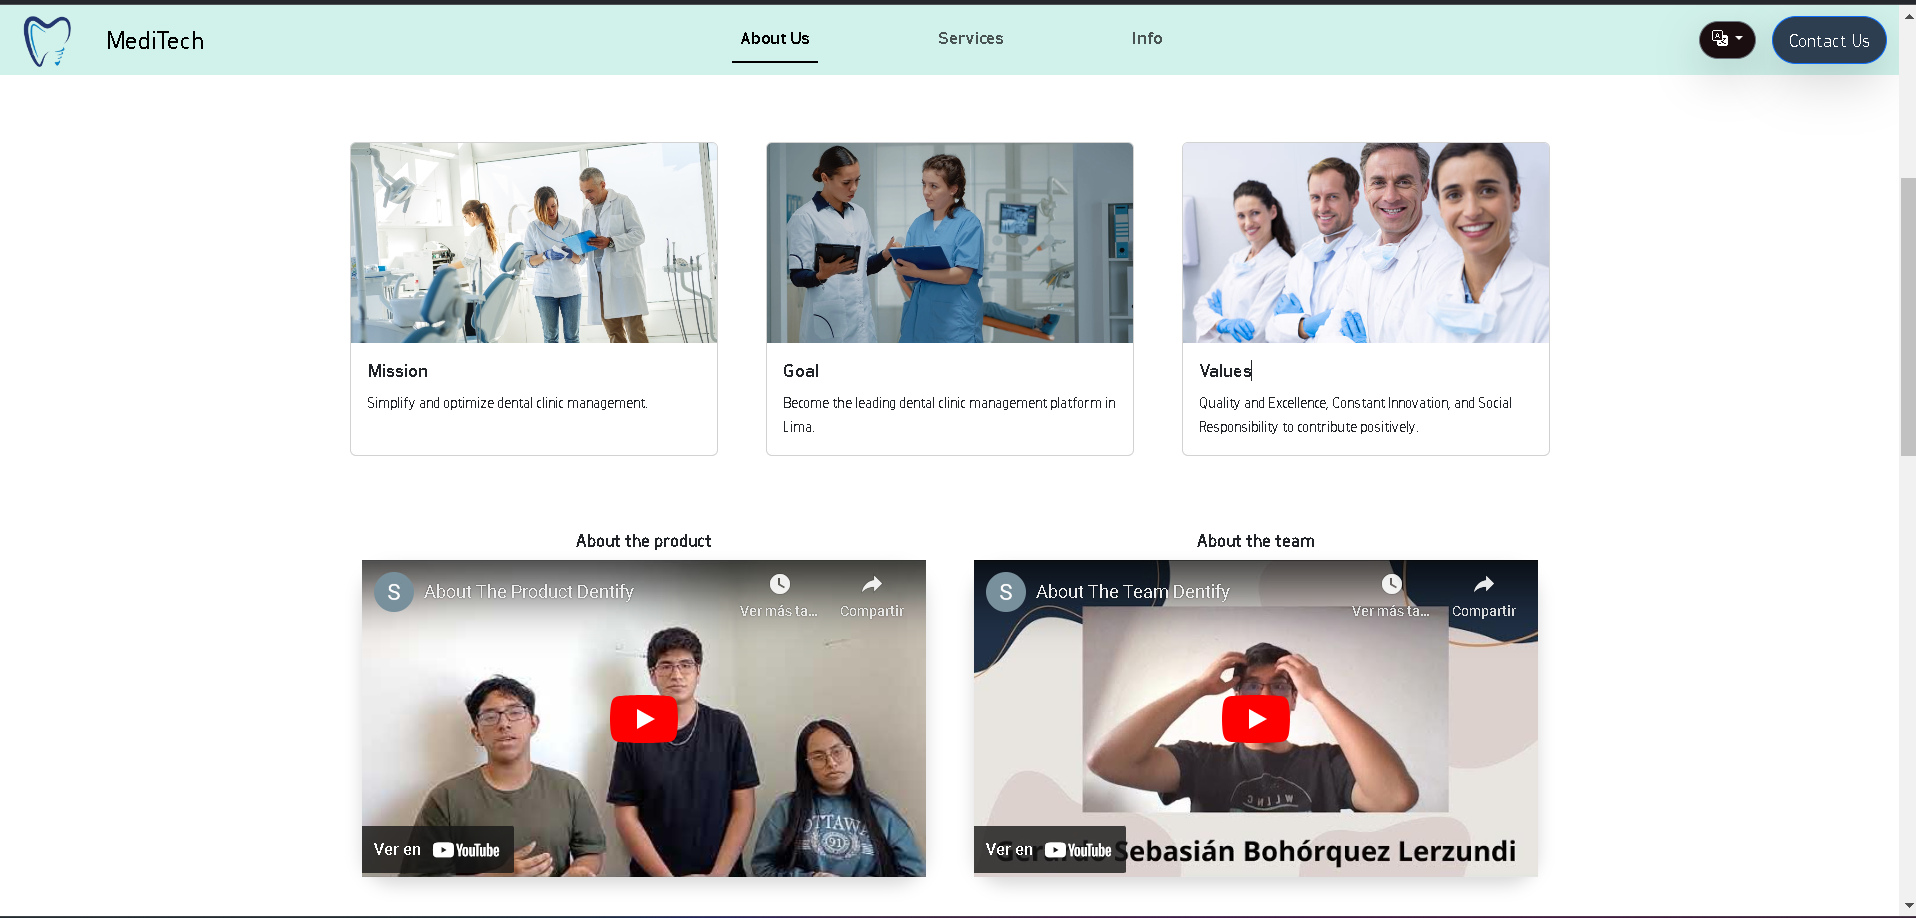 MediTech
About Us
Services
Info
Contact Us
Mission
Simplify and optimize dental clinic management.
Goal
Become the leading dental clinic management platform in
Lima.
Values
Quality and Excellence, Constant Innovation, and Social
Responsibility to contribute positively.
About the product
S
About The Product Dentify
Ver más ta...
Compartir
OTTAWA
91
Ver en YouTube
About the team
S
About The Team Dentify
Ver más ta...
Compartir
Ver en YouTube
Sebasián Bohórquez Lerzundi